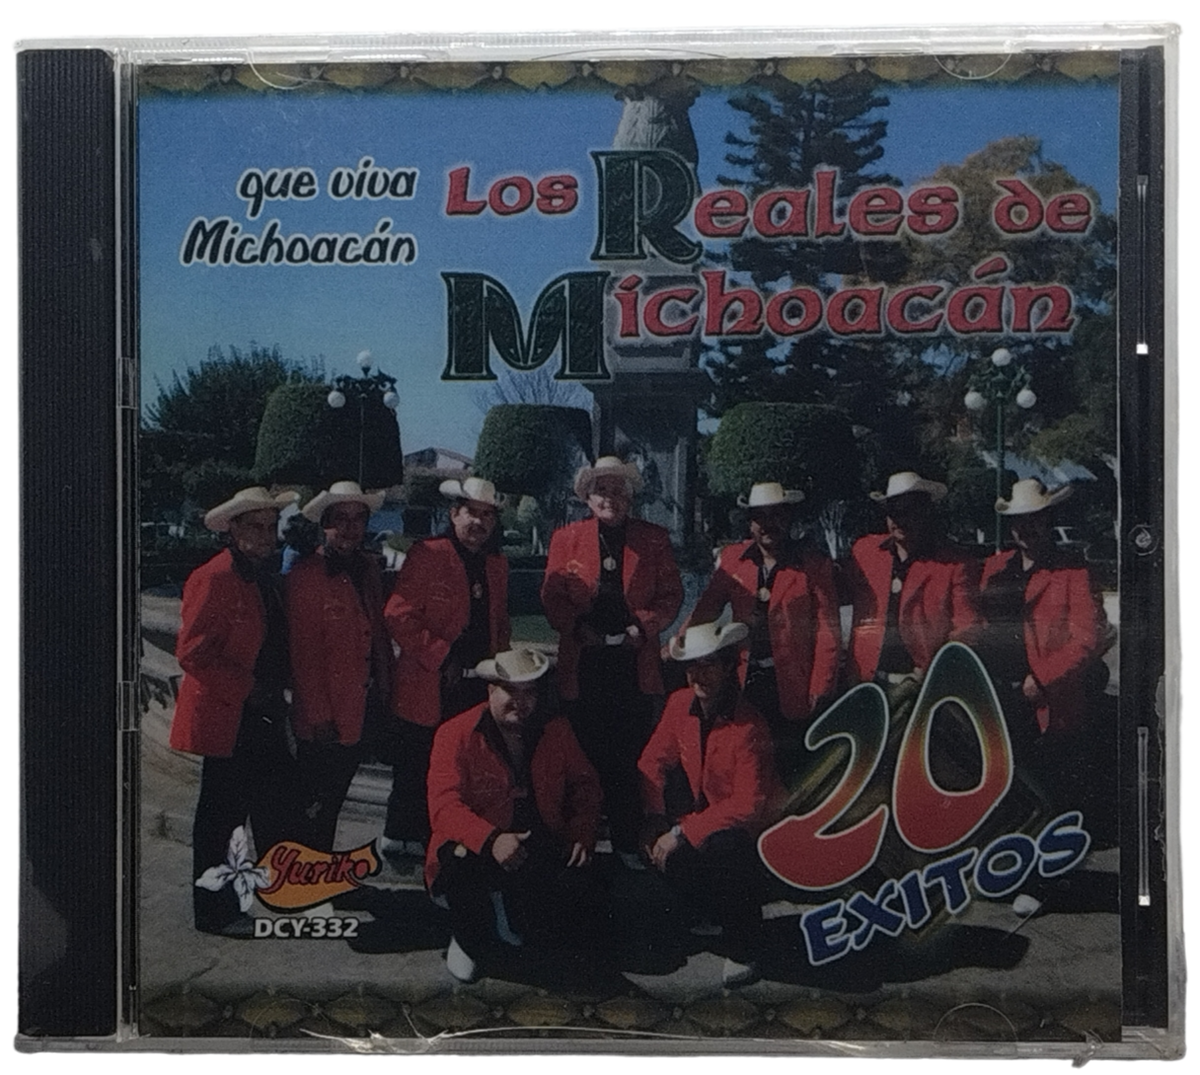 que viva
Michoacán
Los Reales de
Michoacán
20
EXITOS
Yuriko
DCY-332